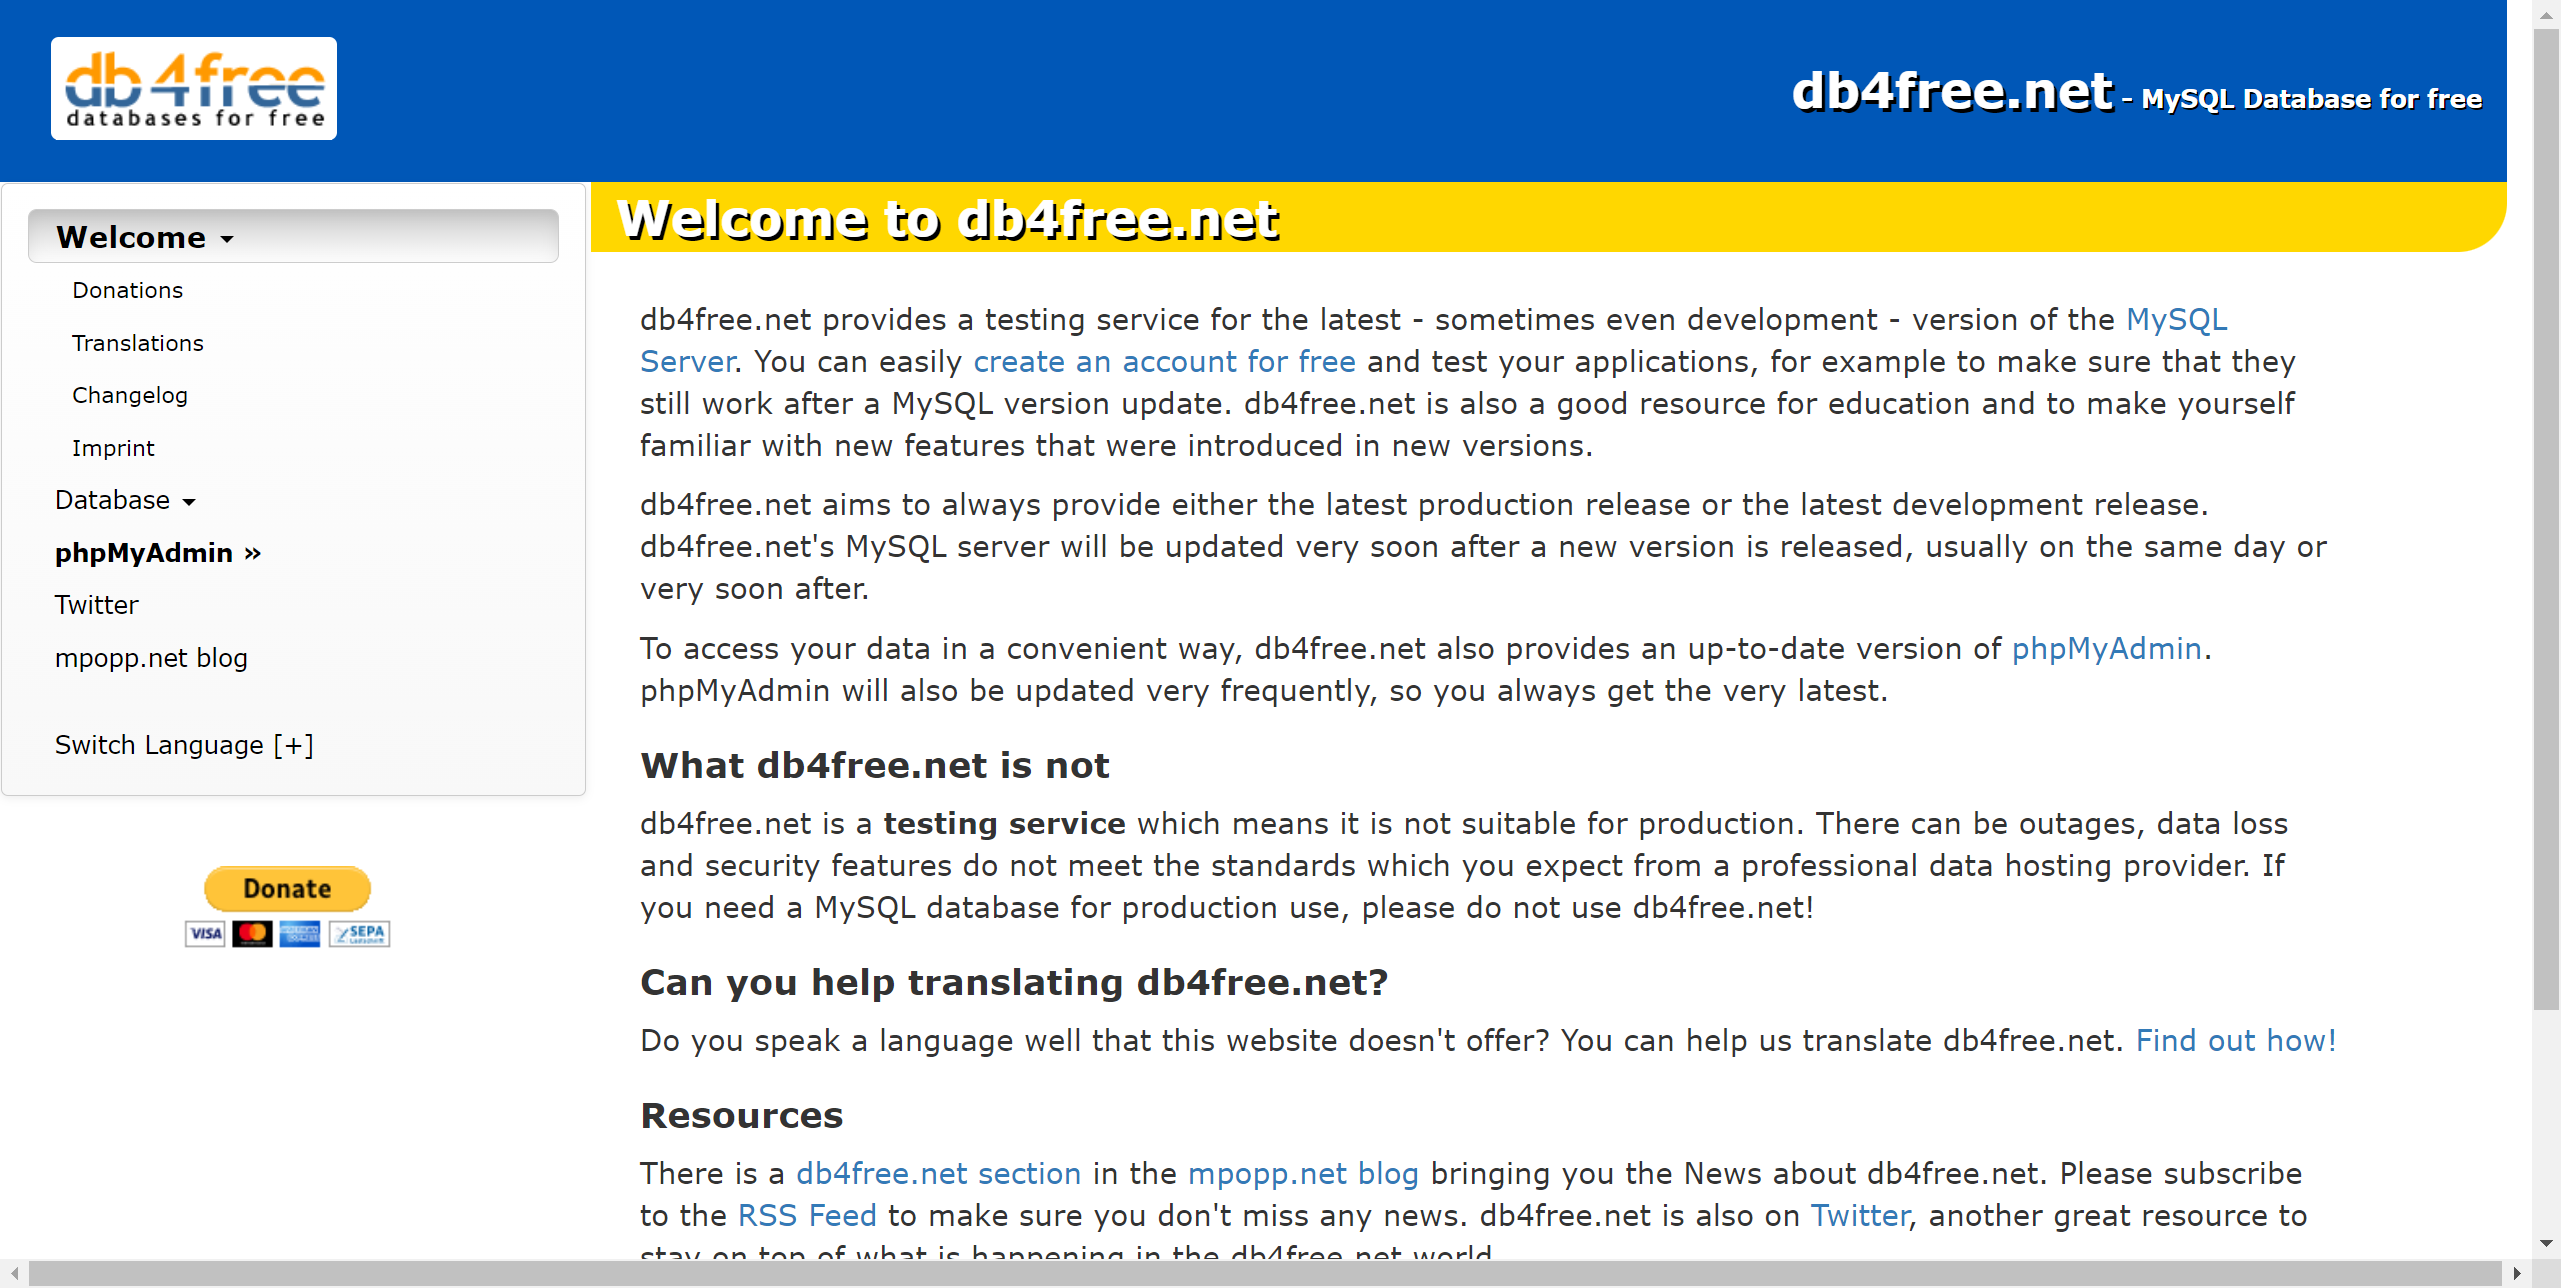 db4free
databases for free
db4free.net - MySQL Database for free
Welcome
Donations
Translations
Changelog
Imprint
Database
phpMyAdmin »
Twitter
mpopp.net blog
Switch Language [+]
Donate
VISA
SEPA
Welcome to db4free.net
db4free.net provides a testing service for the latest - sometimes even development - version of the MySQL
Server. You can easily create an account for free and test your applications, for example to make sure that they
still work after a MySQL version update. db4free.net is also a good resource for education and to make yourself
familiar with new features that were introduced in new versions.
db4free.net aims to always provide either the latest production release or the latest development release.
db4free.net's MySQL server will be updated very soon after a new version is released, usually on the same day or
very soon after.
To access your data in a convenient way, db4free.net also provides an up-to-date version of phpMyAdmin.
phpMyAdmin will also be updated very frequently, so you always get the very latest.
What db4free.net is not
db4free.net is a testing service which means it is not suitable for production. There can be outages, data loss
and security features do not meet the standards which you expect from a professional data hosting provider. If
you need a MySQL database for production use, please do not use db4free.net!
Can you help translating db4free.net?
Do you speak a language well that this website doesn't offer? You can help us translate db4free.net. Find out how!
Resources
There is a db4free.net section in the mpopp.net blog bringing you the News about db4free.net. Please subscribe
to the RSS Feed to make sure you don't miss any news. db4free.net is also on Twitter, another great resource to
stay on top of what is happening in the db4free.net world.